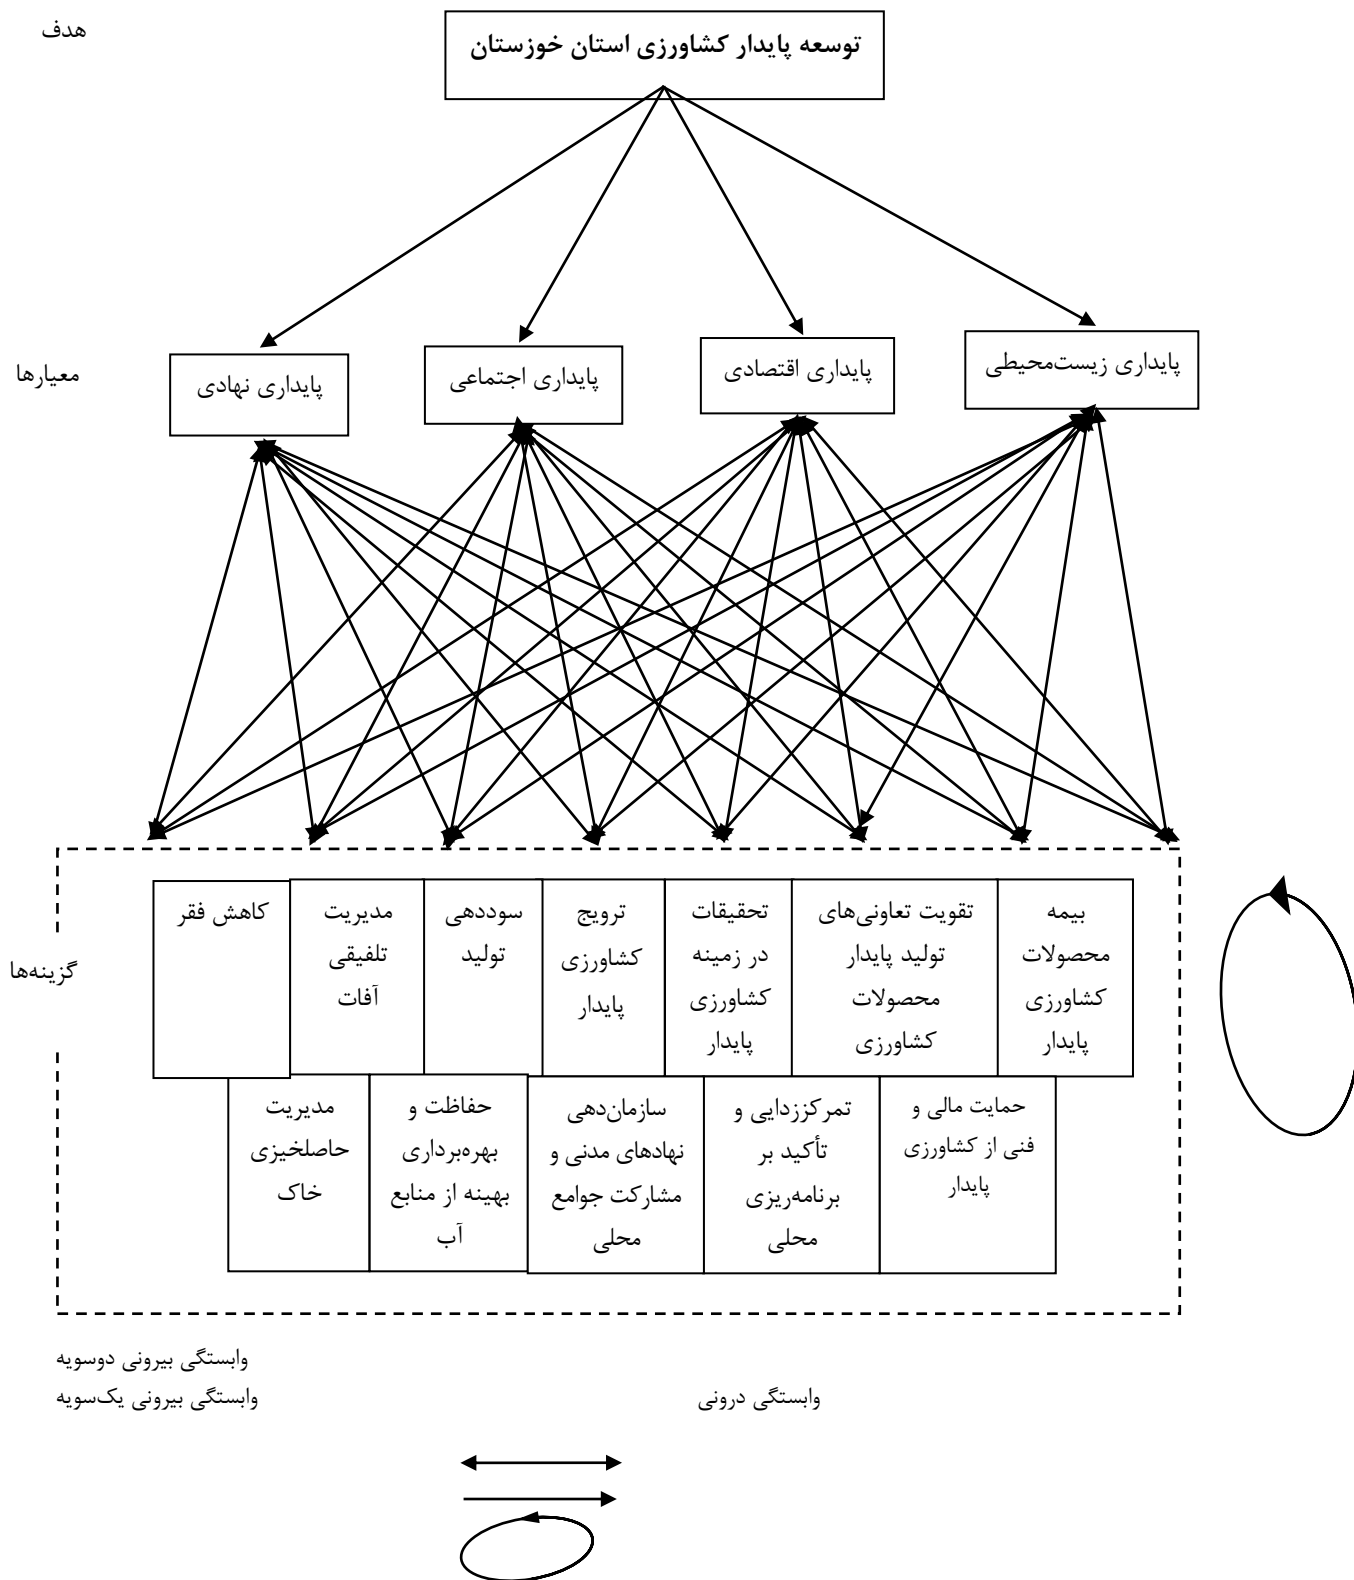 هدف
توسعه پایدار کشاورزی استان خوزستان
معیارها
پایداری زیست‌محیطی
پایداری اقتصادی
پایداری اجتماعی
پایداری نهادی
گزینه‌ها
بیمه
محصولات
کشاورزی
پایدار
تقویت تعاونی‌های
تولید پایدار
محصولات
کشاورزی
تحقیقات
در زمینه
کشاورزی
پایدار
ترویج
کشاورزی
پایدار
سوددهی
تولید
مدیریت
تلفیقی
آفات
کاهش فقر
حمایت مالی و
فنی از کشاورزی
پایدار
تمرکززدایی و
تأکید بر
برنامه‌ریزی
محلی
سازمان‌دهی
نهادهای مدنی و
مشارکت جوامع
محلی
حفاظت و
بهره‌برداری
بهینه از منابع
آب
مدیریت
حاصلخیزی
خاک
وابستگی بیرونی دوسویه
وابستگی بیرونی یک‌سویه
وابستگی درونی